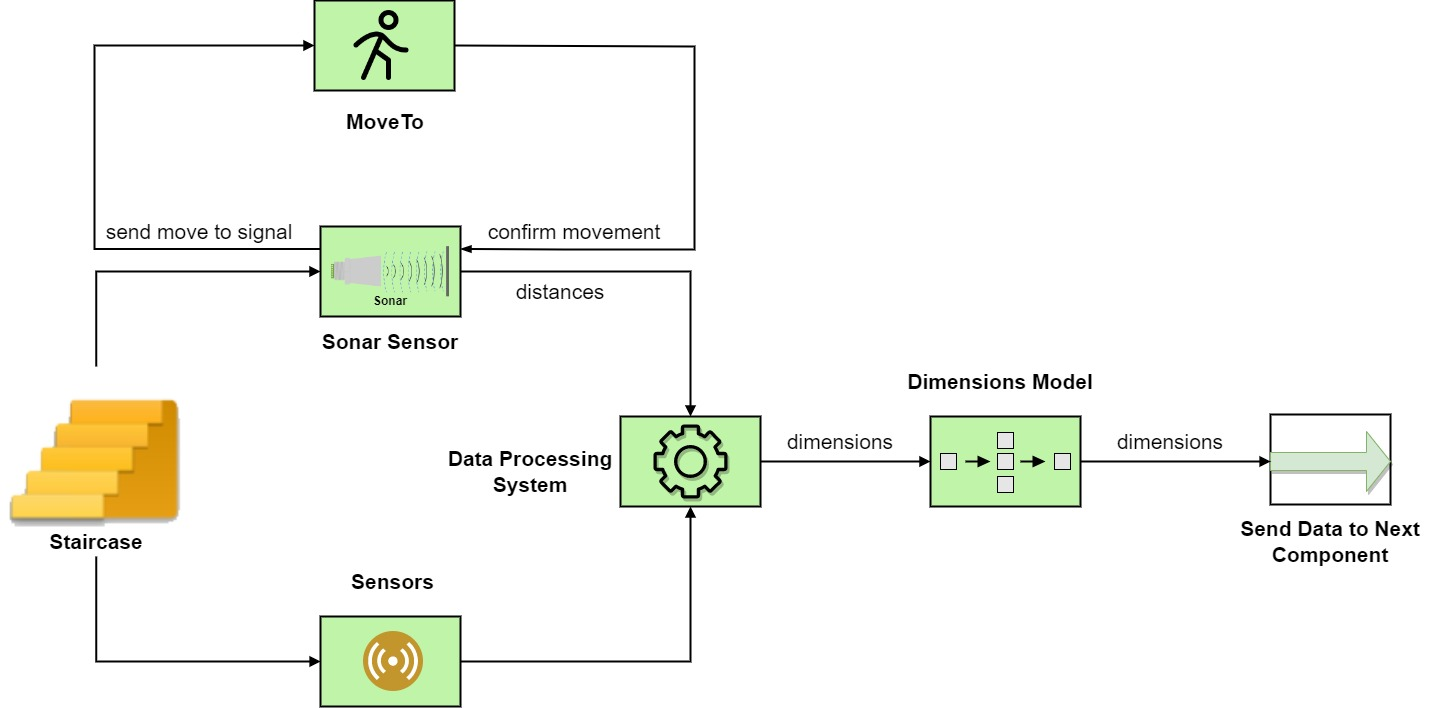 MoveTo
send move to signal
confirm movement
Sonar
distances
Sonar Sensor
Dimensions Model
Data Processing
System
dimensions
dimensions
Send Data to Next
Component
Staircase
Sensors